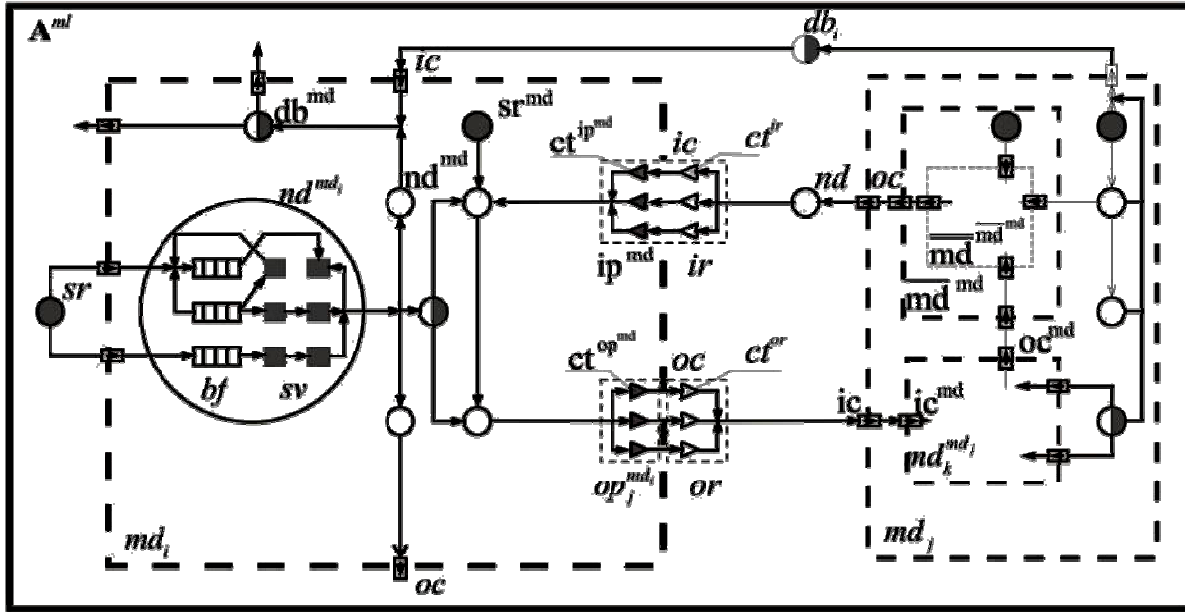 A^ml
db_i
ic
db^md
sr^md
nd^md
ct^ip^md
ic
ct^ir
nd
oc
nd^md_i
sr
ip^md
ir
md^md^md
md^md
bf
sv
ct^op^md
oc
ct^or
oc^md
ic
ic^md
md_k^md_j
op_j^md_i
or
md_i
md_j
oc